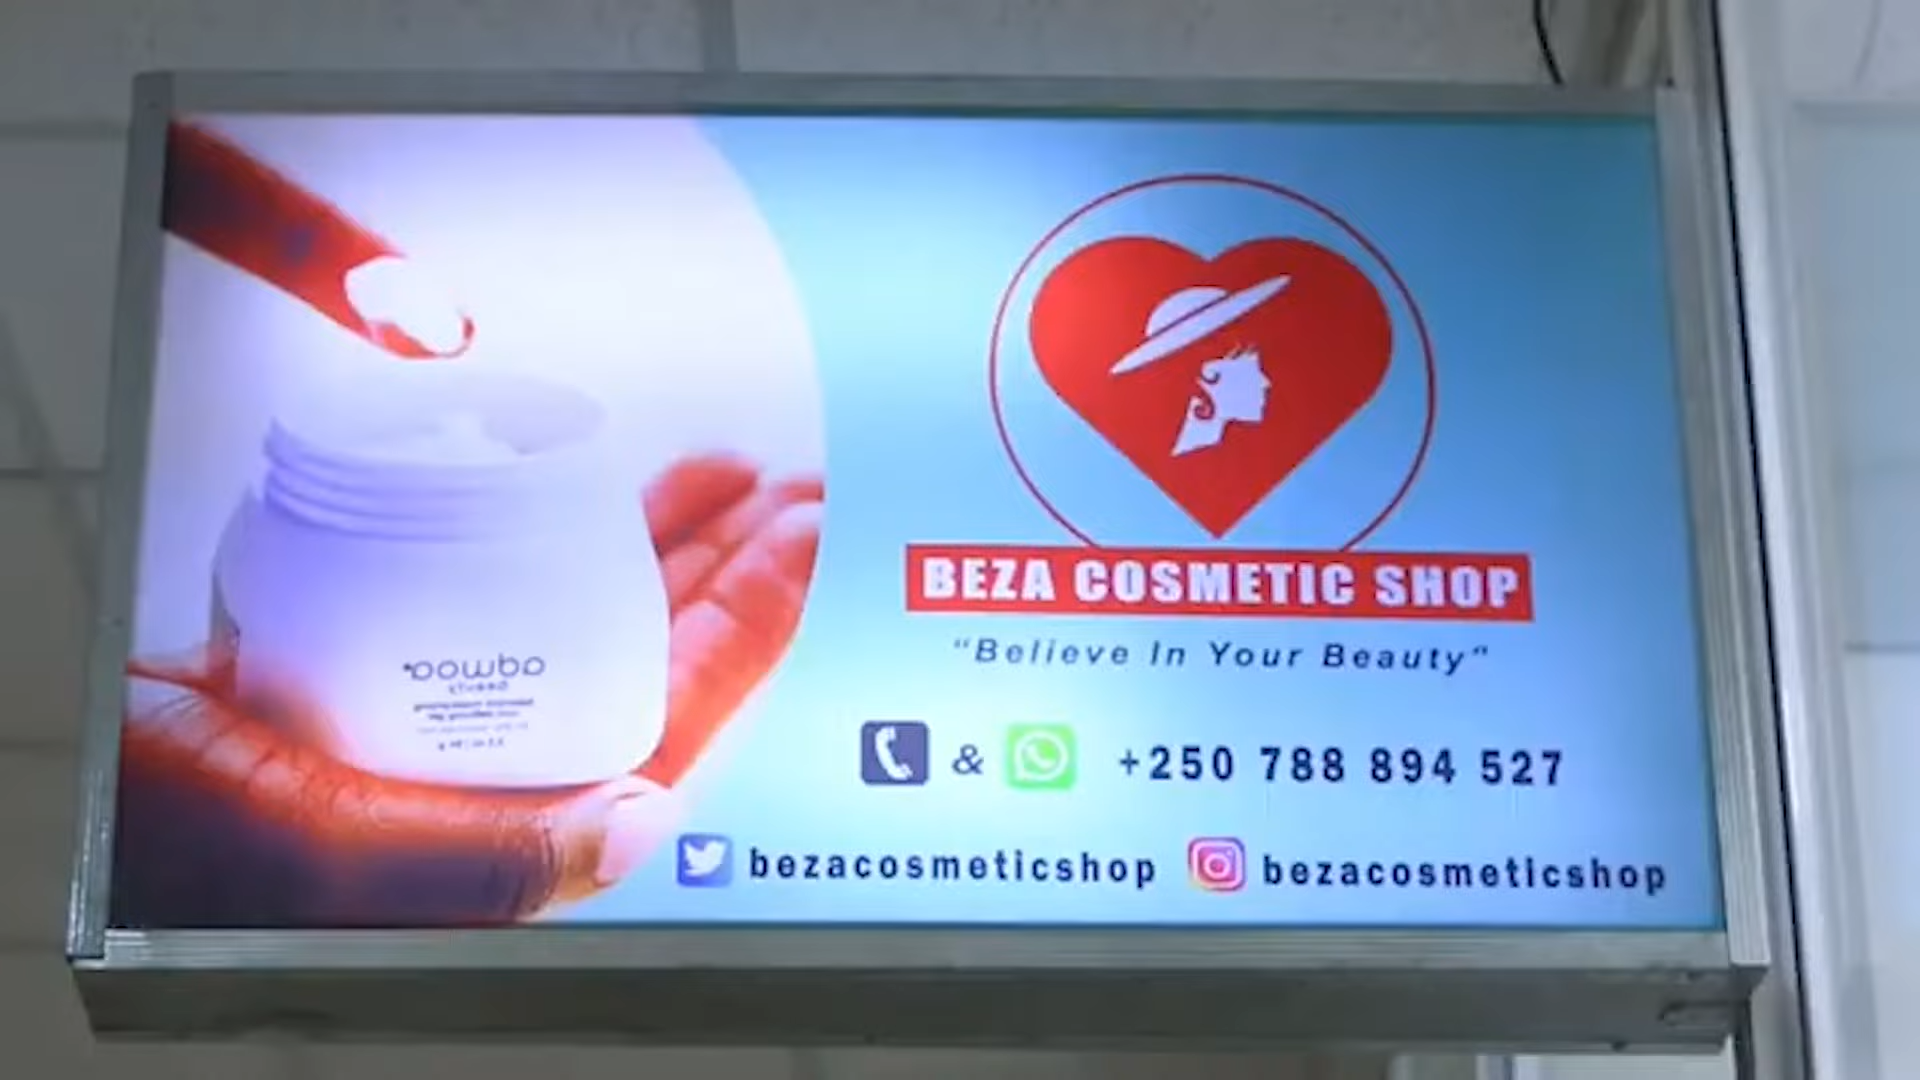 BEZA COSMETIC SHOP
"Believe In Your Beauty"
& +250 788 894 527
bezacosmeticshop bezacosmeticshop